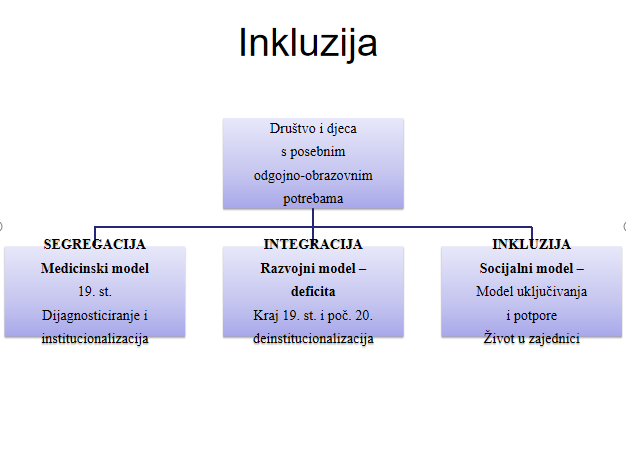 Inkluzija
Društvo i djeca
s posebnim
odgojno-obrazovnim
potrebama
SEGREGACIJA
Medicinski model
19. st.
Dijagnosticiranje i
institucionalizacija
INTEGRACIJA
Razvojni model –
deficita
Kraj 19. st. i poč. 20.
deinstitucionalizacija
INKLUZIJA
Socijalni model –
Model uključivanja
i potpore
Život u zajednici